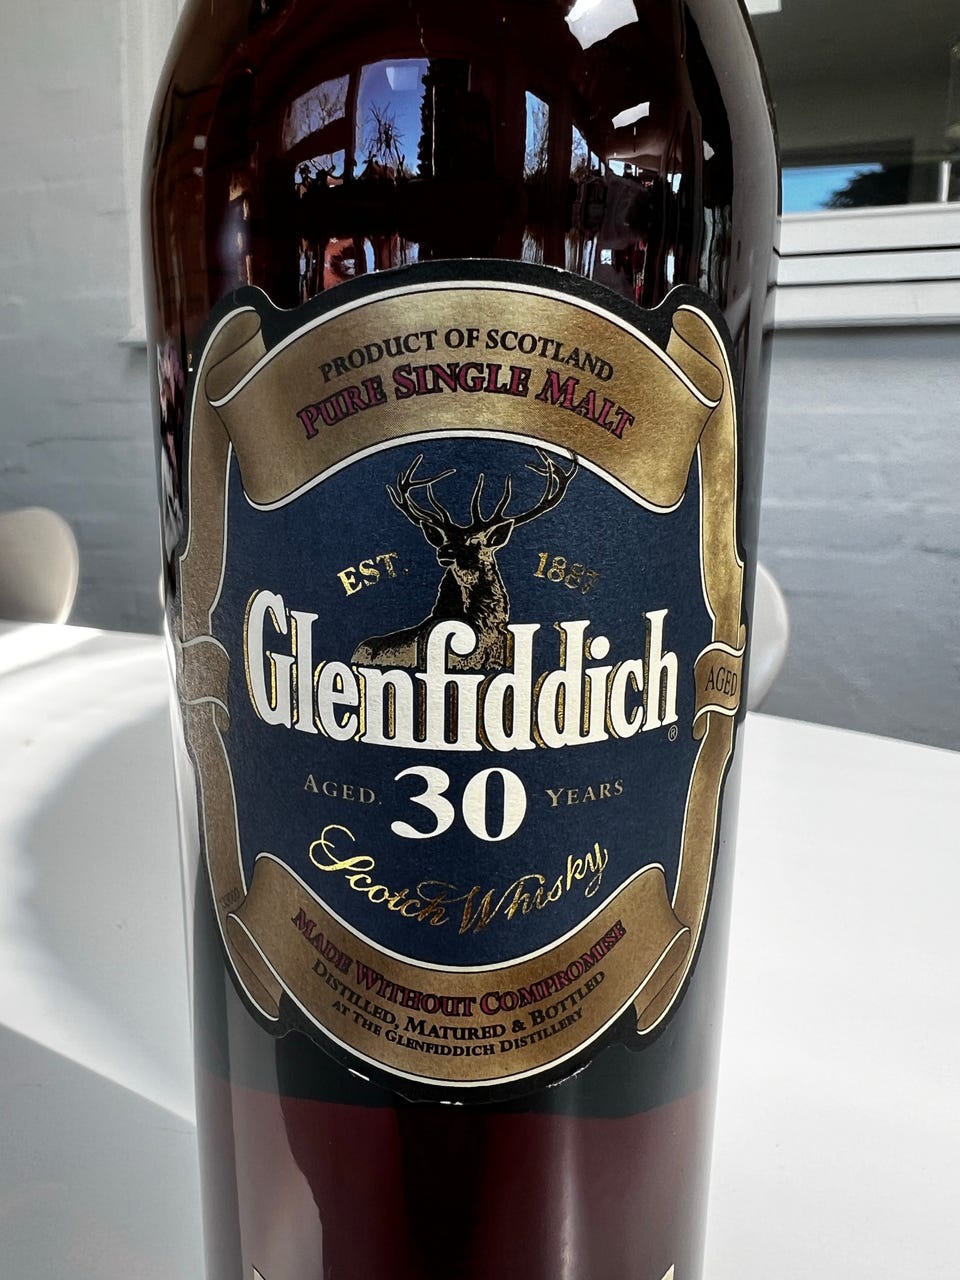 PRODUCT OF SCOTLAND
PURE SINGLE MALT
EST. 1887
Glenfiddich ®
AGED
AGED 30 YEARS
Scotch Whisky
MADE WITHOUT COMPROMISE
DISTILLED, MATURED & BOTTLED
AT THE GLENFIDDICH DISTILLERY